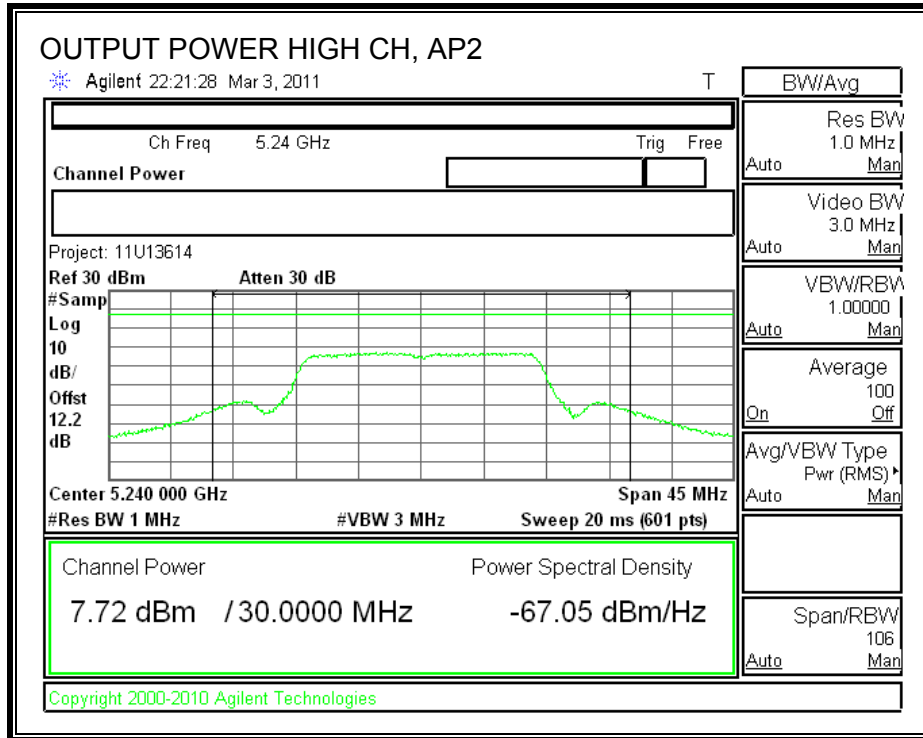 OUTPUT POWER HIGH CH, AP2
Agilent 22:21:28 Mar 3, 2011 T
BW/Avg
Ch Freq 5.24 GHz Trig Free
Channel Power
Project: 11U13614
Ref 30 dBm Atten 30 dB
#Samp
Log
10
dB/
Offst
12.2
dB
Center 5.240 000 GHz Span 45 MHz
#Res BW 1 MHz #VBW 3 MHz Sweep 20 ms (601 pts)
Channel Power Power Spectral Density
7.72 dBm / 30.0000 MHz -67.05 dBm/Hz
Copyright 2000-2010 Agilent Technologies
Res BW
1.0 MHz
Auto Man
Video BW
3.0 MHz
Auto Man
VBW/RBW
1.00000
Auto Man
Average
100
On Off
Avg/VBW Type
Pwr (RMS)
Auto Man
Span/RBW
106
Auto Man